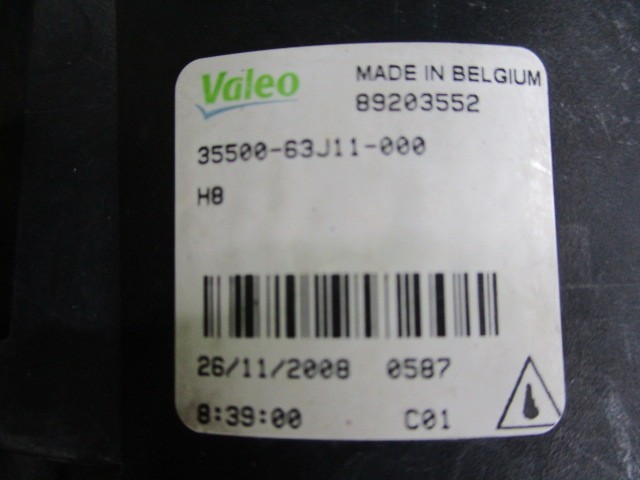 Valeo MADE IN BELGIUM
89203552
35500-63J11-000
H8
26/11/2008 0587
8:39:00 C01